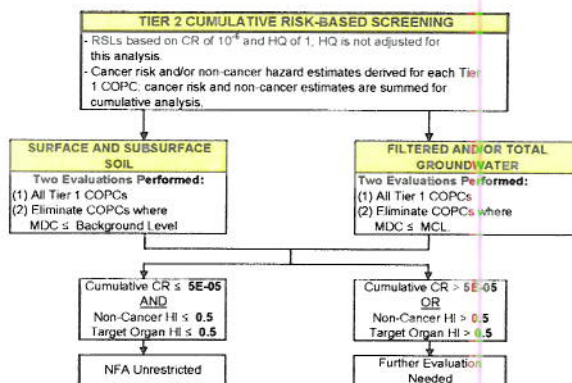 TIER 2 CUMULATIVE RISK-BASED SCREENING
- RSLs based on CR of 10⁻⁶ and HQ of 1, HQ is not adjusted for
this analysis.
- Cancer risk and/or non-cancer hazard estimates derived for each Tier
1 COPC; cancer risk and non-cancer estimates are summed for
cumulative analysis.
SURFACE AND SUBSURFACE
SOIL
Two Evaluations Performed:
(1) All Tier 1 COPCs
(2) Eliminate COPCs where
MDC ≤ Background Level
FILTERED AND/OR TOTAL
GROUNDWATER
Two Evaluations Performed:
(1) All Tier 1 COPCs
(2) Eliminate COPCs where
MDC ≤ MCL.
Cumulative CR ≤ 5E-05
AND
Non-Cancer HI ≤ 0.5
Target Organ HI ≤ 0.5
Cumulative CR > 5E-05
OR
Non-Cancer HI > 0.5
Target Organ HI > 0.5
NFA Unrestricted
Further Evaluation
Needed